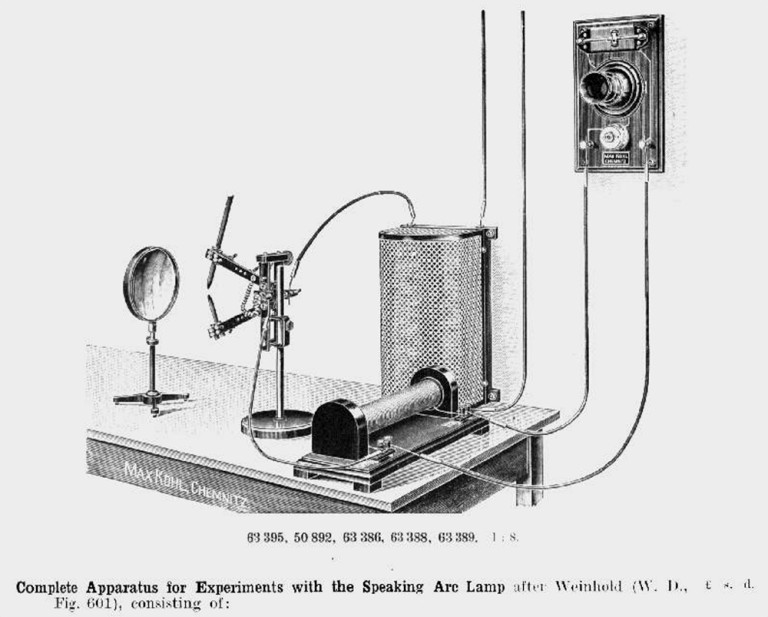 MAX KOHL
CHEMNITZ
MAX KOHL, CHEMNITZ
63 395, 50 892, 63 386, 63 388, 63 389. 1 : 8.
Complete Apparatus for Experiments with the Speaking Arc Lamp after Weinhold (W. D., £ s. d.
Fig. 601), consisting of: